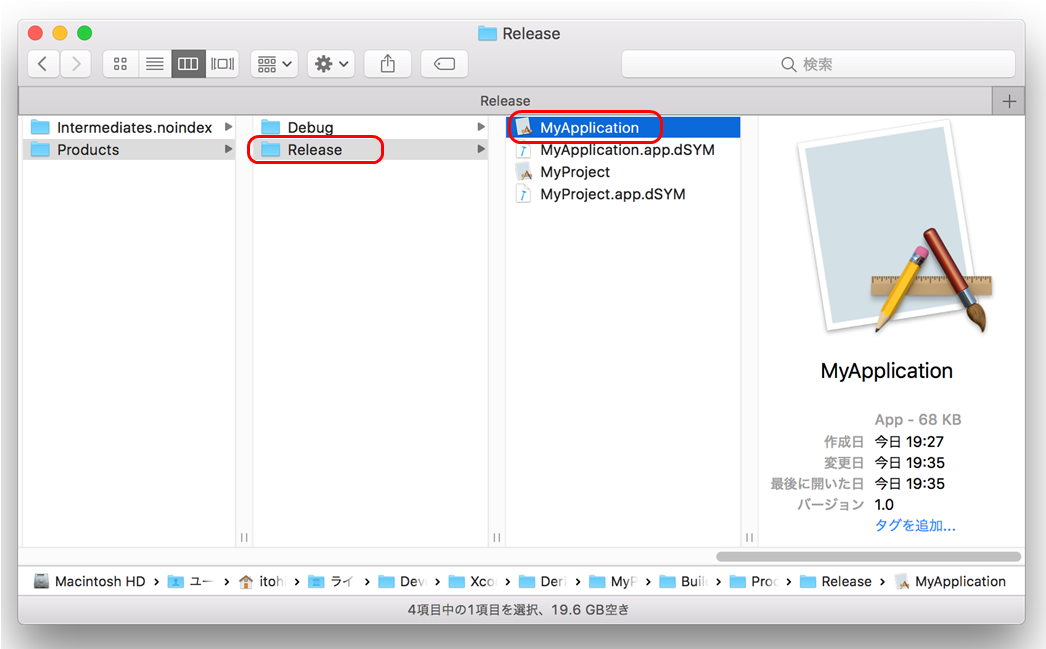 Release
検索
Release
Intermediates.noindex
Products
Debug
Release
MyApplication
MyApplication.app.dSYM
MyProject
MyProject.app.dSYM
MyApplication
App - 68 KB
作成日 今日 19:27
変更日 今日 19:35
最後に開いた日 今日 19:35
バージョン 1.0
タグを追加...
Macintosh HD › ユー › itoh › ライ › Dev › Xco › Deri › MyP › Buil › Proc › Release › MyApplication
4項目中の1項目を選択、19.6 GB空き